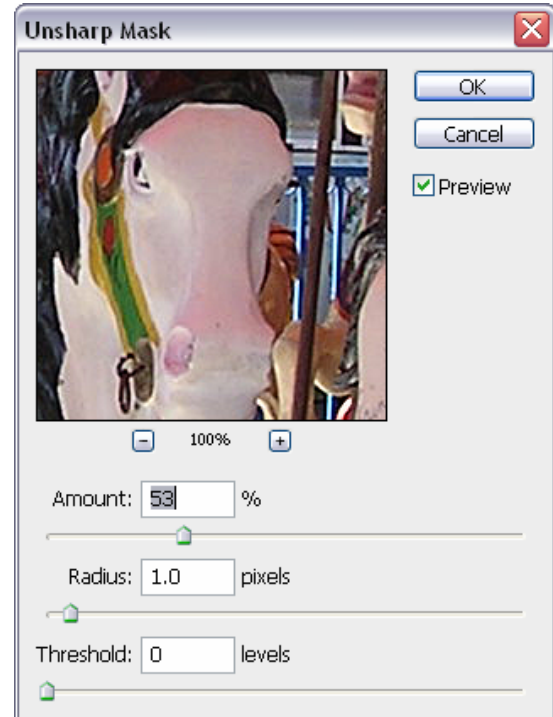 Unsharp Mask
OK
Cancel
Preview
100%
Amount: 53 %
Radius: 1.0 pixels
Threshold: 0 levels